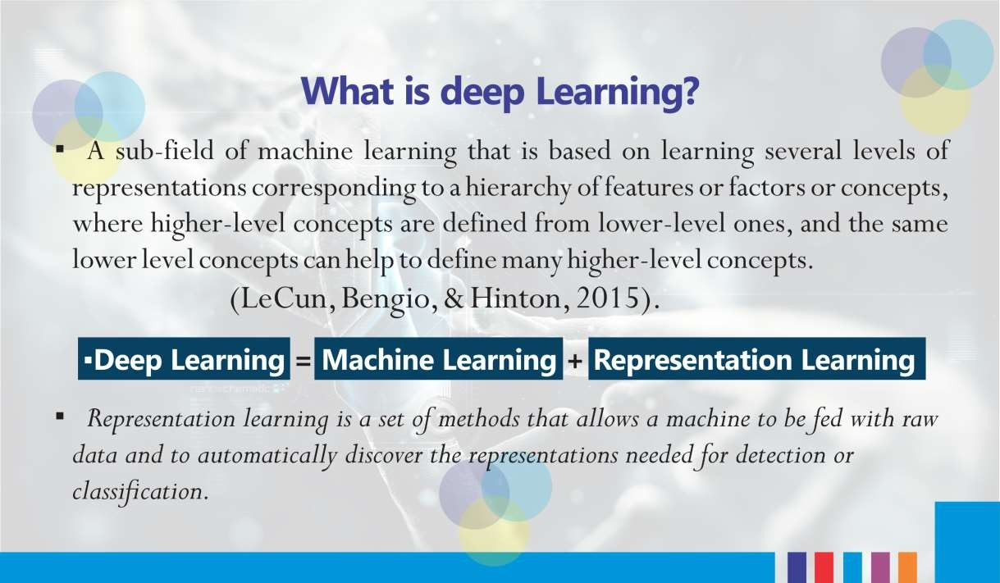 What is deep Learning?
▪ A sub-field of machine learning that is based on learning several levels of
representations corresponding to a hierarchy of features or factors or concepts,
where higher-level concepts are defined from lower-level ones, and the same
lower level concepts can help to define many higher-level concepts.
(LeCun, Bengio, & Hinton, 2015).
▪Deep Learning = Machine Learning + Representation Learning
▪ Representation learning is a set of methods that allows a machine to be fed with raw
data and to automatically discover the representations needed for detection or
classification.